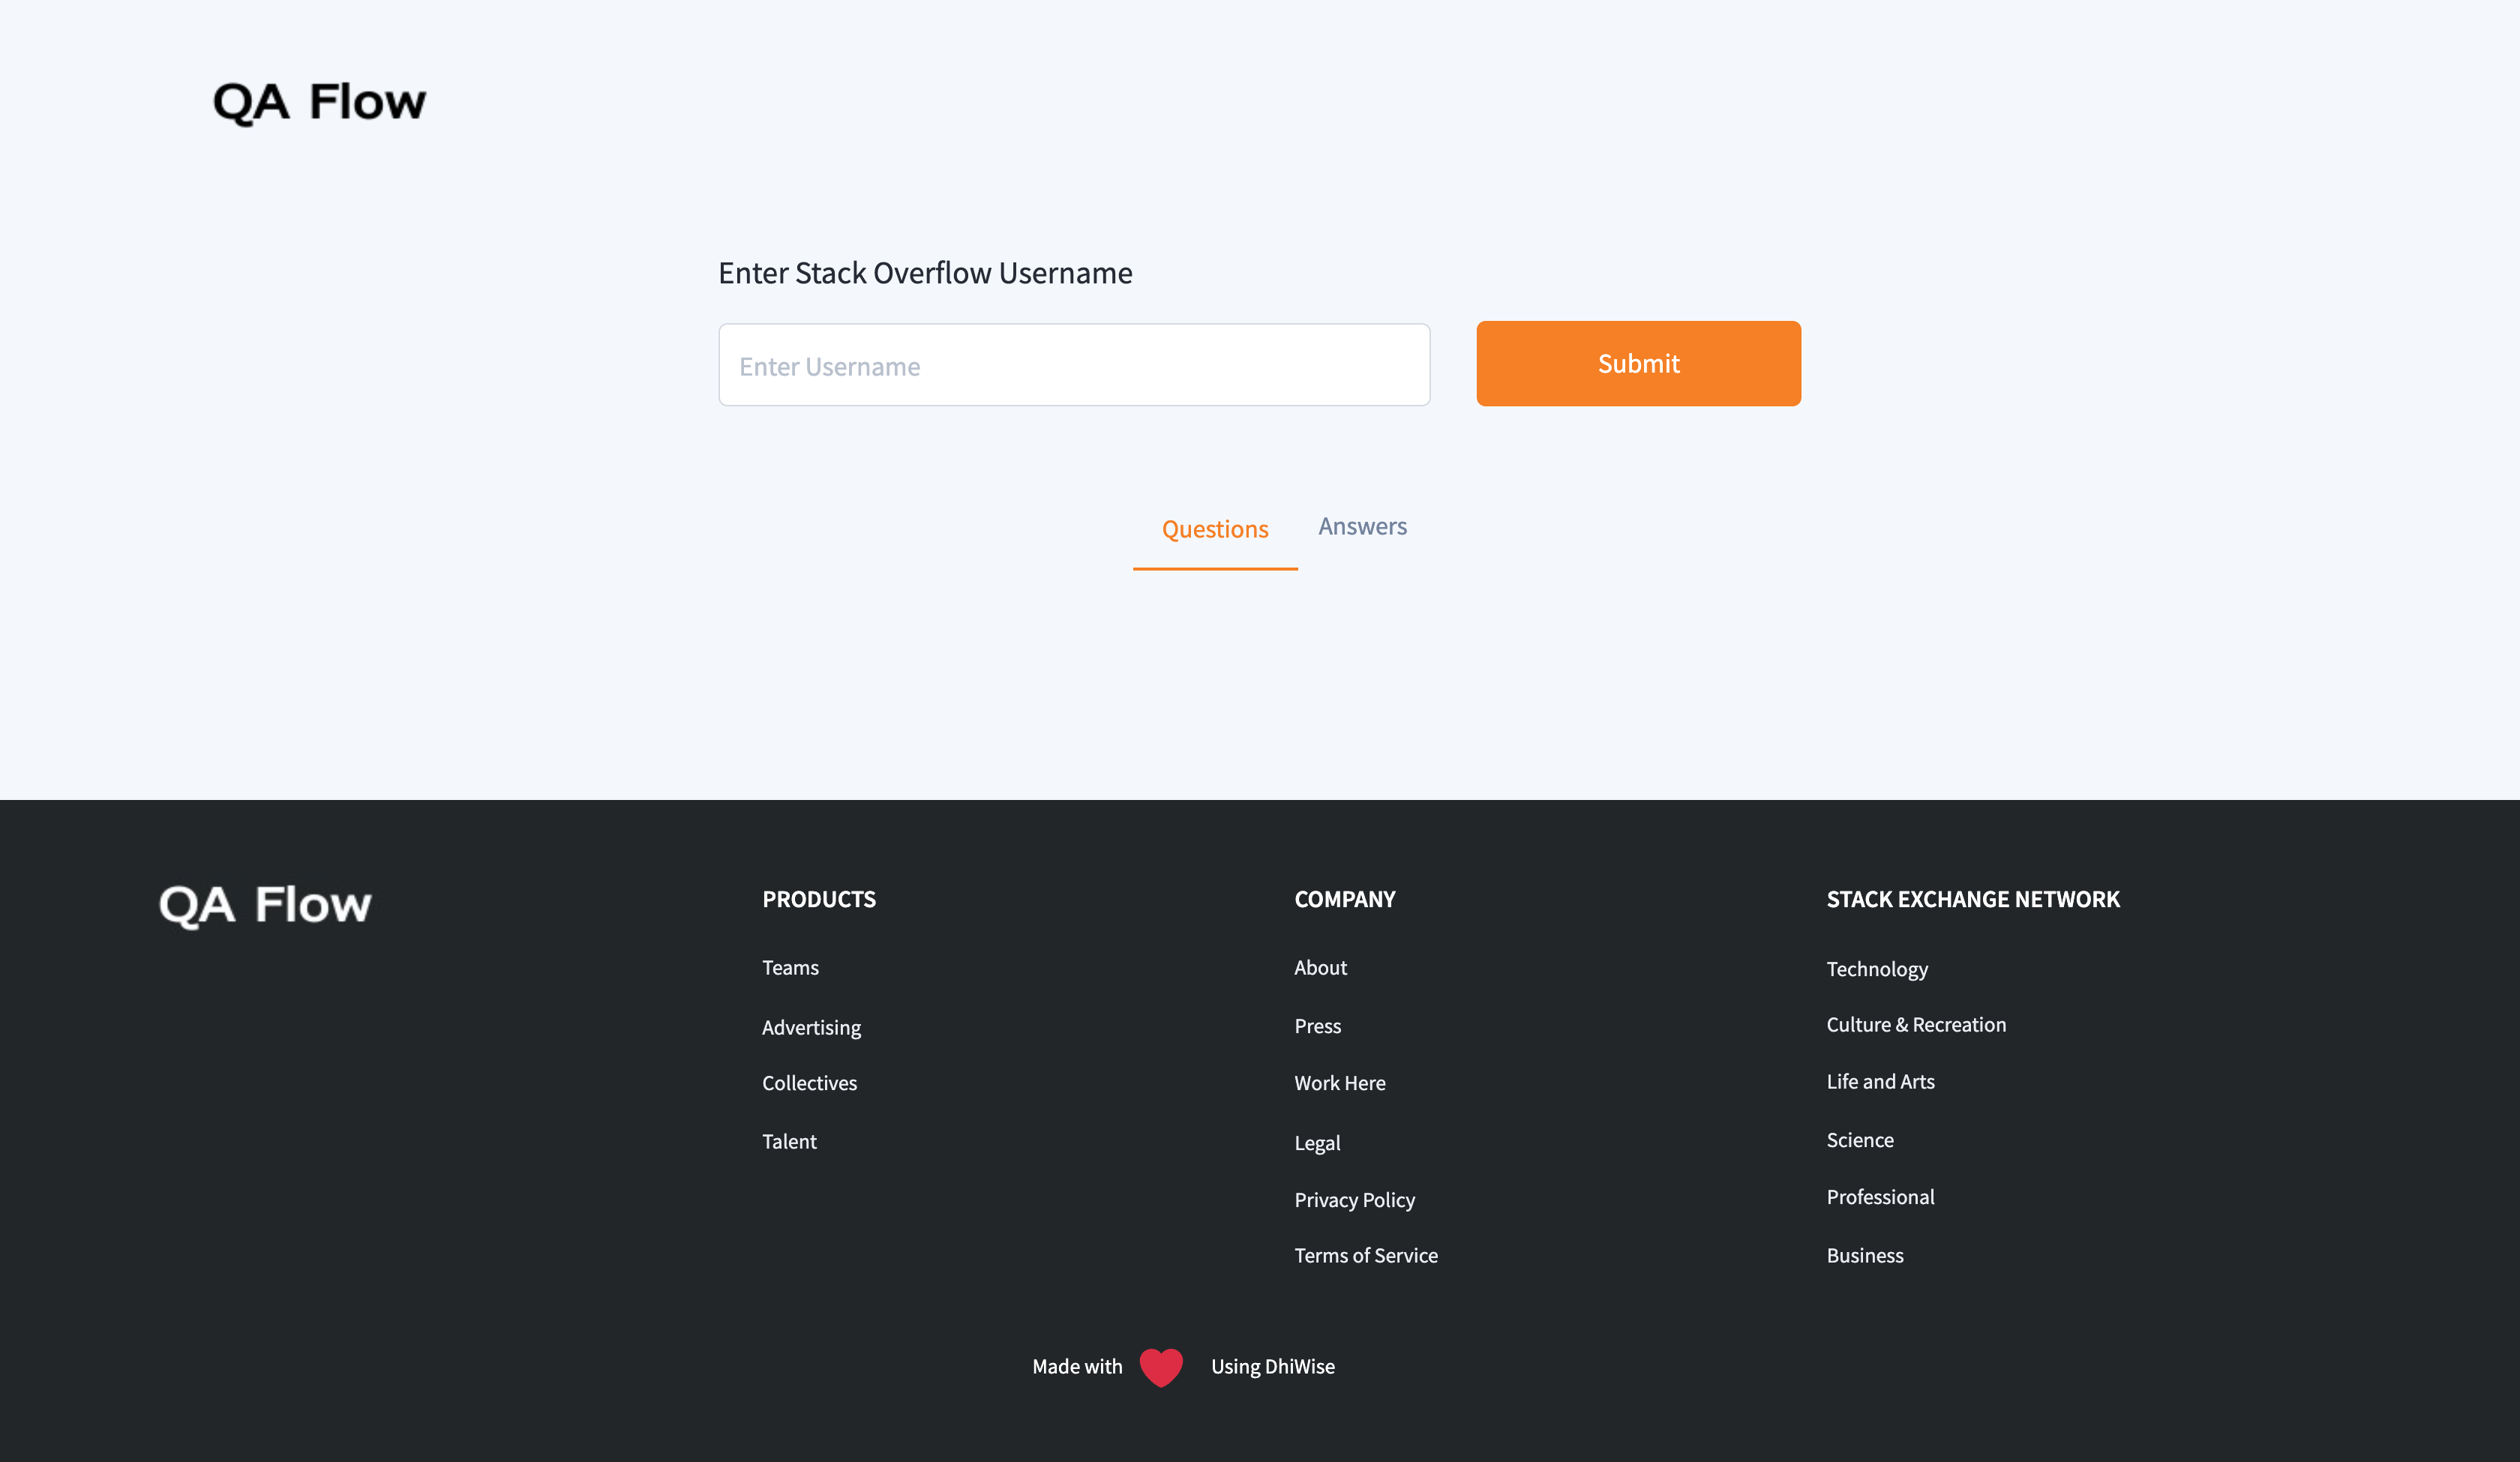 QA Flow
Enter Stack Overflow Username
Enter Username
Submit
Questions
Answers
QA Flow
PRODUCTS
Teams
Advertising
Collectives
Talent
COMPANY
About
Press
Work Here
Legal
Privacy Policy
Terms of Service
STACK EXCHANGE NETWORK
Technology
Culture & Recreation
Life and Arts
Science
Professional
Business
Made with Using DhiWise